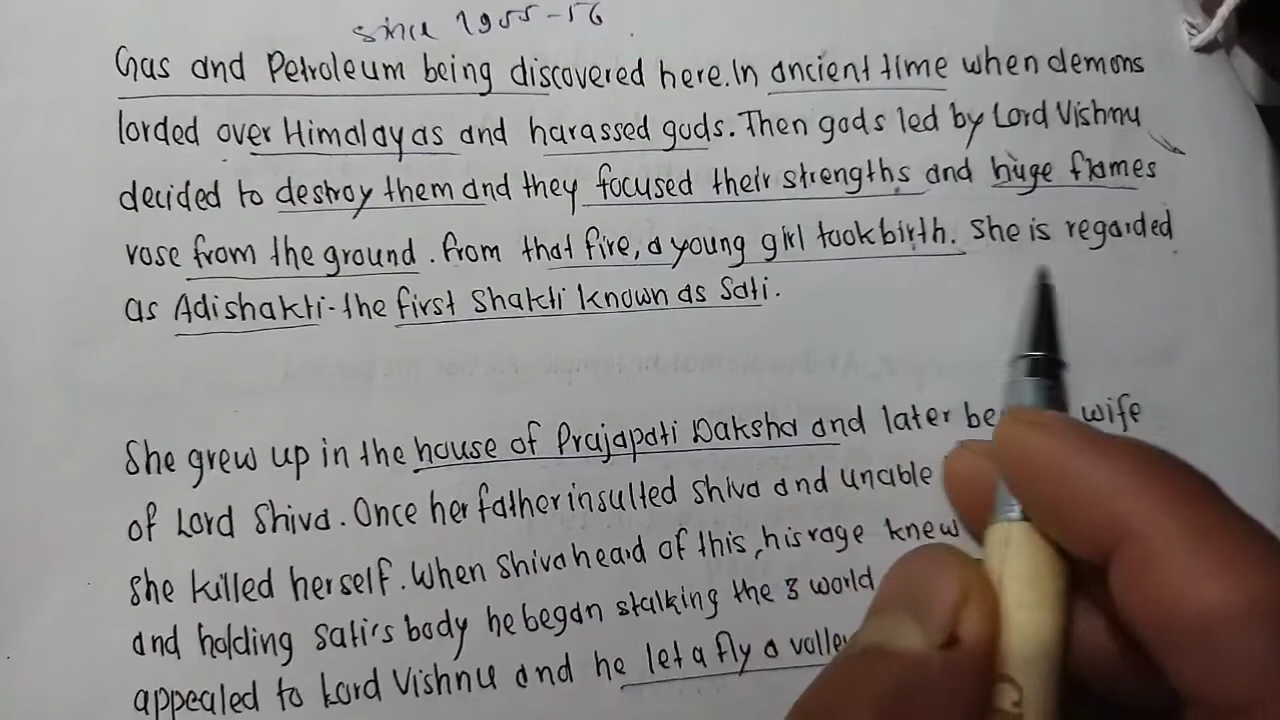 since 1955-56
Gas and Petroleum being discovered here. In ancient time when demons
lorded over Himalayas and harassed gods. Then gods led by Lord Vishnu
decided to destroy them and they focused their strengths and huge flames
rose from the ground. from that fire, a young girl took birth. She is regarded
as Adishakti - the first Shakti known as Sati.
She grew up in the house of Prajapati Daksha and later wife
of Lord Shiva. Once her father insulted Shiva and unable
she killed herself. When Shiva heard of this, his rage knew
and holding Sati's body he began stalking the 3 world
appealed to Lord Vishnu and he let a fly a